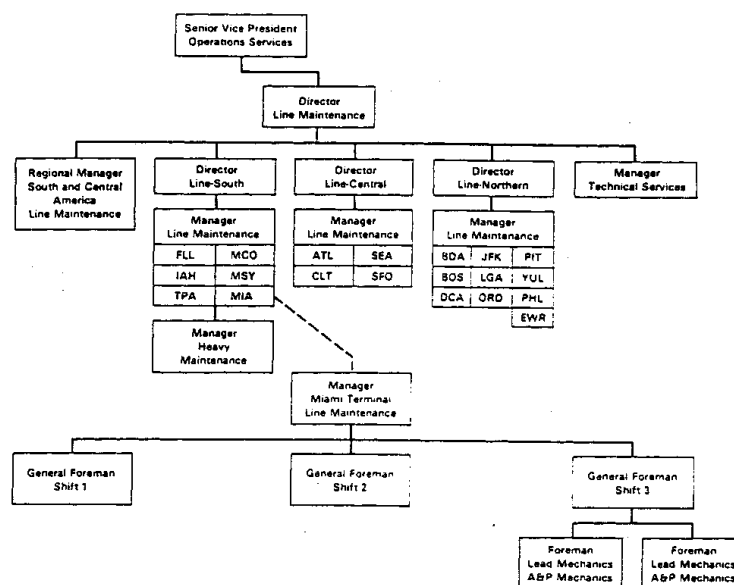 Senior Vice President
Operations Services
Director
Line Maintenance
Regional Manager
South and Central
America
Line Maintenance
Director
Line-South
Director
Line-Central
Director
Line-Northern
Manager
Technical Services
Manager
Line Maintenance
FLL MCO
IAH MSY
TPA MIA
Manager
Line Maintenance
ATL SEA
CLT SFO
Manager
Line Maintenance
BDA JFK PIT
BOS LGA YUL
DCA ORD PHL
EWR
Manager
Heavy
Maintenance
Manager
Miami Terminal
Line Maintenance
General Foreman
Shift 1
General Foreman
Shift 2
General Foreman
Shift 3
Foreman
Lead Mechanics
A&P Mechanics
Foreman
Lead Mechanics
A&P Mechanics